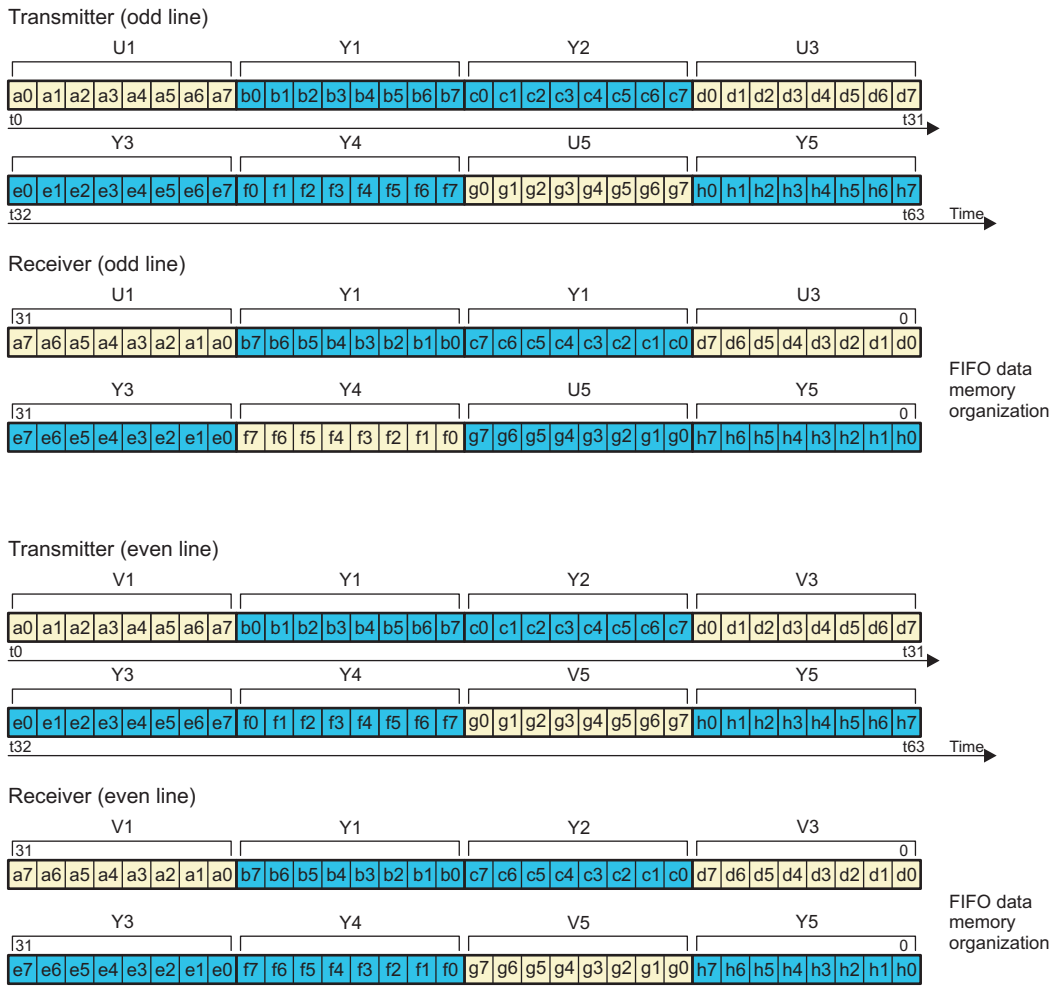 Transmitter (odd line)
U1 Y1 Y2 U3
a0 a1 a2 a3 a4 a5 a6 a7 b0 b1 b2 b3 b4 b5 b6 b7 c0 c1 c2 c3 c4 c5 c6 c7 d0 d1 d2 d3 d4 d5 d6 d7
t0 t31
Y3 Y4 U5 Y5
e0 e1 e2 e3 e4 e5 e6 e7 f0 f1 f2 f3 f4 f5 f6 f7 g0 g1 g2 g3 g4 g5 g6 g7 h0 h1 h2 h3 h4 h5 h6 h7
t32 t63 Time
Receiver (odd line)
U1 Y1 Y1 U3
31 0
a7 a6 a5 a4 a3 a2 a1 a0 b7 b6 b5 b4 b3 b2 b1 b0 c7 c6 c5 c4 c3 c2 c1 c0 d7 d6 d5 d4 d3 d2 d1 d0
Y3 Y4 U5 Y5
31 0
e7 e6 e5 e4 e3 e2 e1 e0 f7 f6 f5 f4 f3 f2 f1 f0 g7 g6 g5 g4 g3 g2 g1 g0 h7 h6 h5 h4 h3 h2 h1 h0
FIFO data
memory
organization
Transmitter (even line)
V1 Y1 Y2 V3
a0 a1 a2 a3 a4 a5 a6 a7 b0 b1 b2 b3 b4 b5 b6 b7 c0 c1 c2 c3 c4 c5 c6 c7 d0 d1 d2 d3 d4 d5 d6 d7
t0 t31
Y3 Y4 V5 Y5
e0 e1 e2 e3 e4 e5 e6 e7 f0 f1 f2 f3 f4 f5 f6 f7 g0 g1 g2 g3 g4 g5 g6 g7 h0 h1 h2 h3 h4 h5 h6 h7
t32 t63 Time
Receiver (even line)
V1 Y1 Y2 V3
31 0
a7 a6 a5 a4 a3 a2 a1 a0 b7 b6 b5 b4 b3 b2 b1 b0 c7 c6 c5 c4 c3 c2 c1 c0 d7 d6 d5 d4 d3 d2 d1 d0
Y3 Y4 V5 Y5
31 0
e7 e6 e5 e4 e3 e2 e1 e0 f7 f6 f5 f4 f3 f2 f1 f0 g7 g6 g5 g4 g3 g2 g1 g0 h7 h6 h5 h4 h3 h2 h1 h0
FIFO data
memory
organization